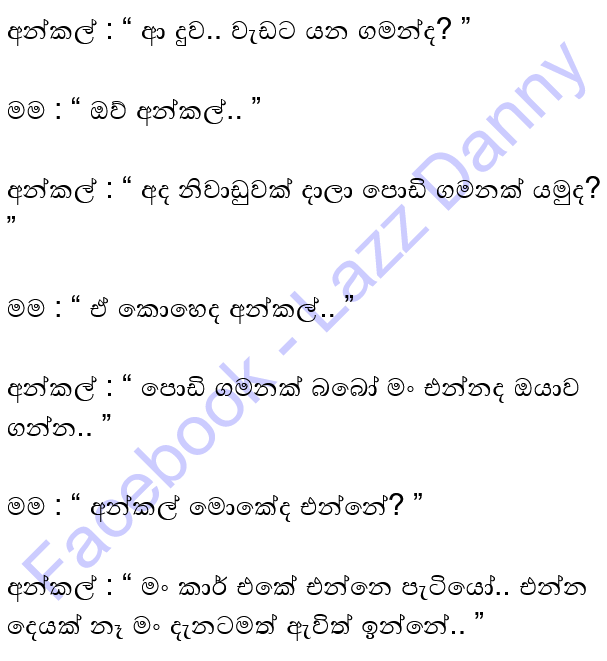 අන්කල් : “ ආ දුව.. වැඩට යන ගමන්ද? ”
මම : “ ඔව් අන්කල්.. ”
අන්කල් : “ අද නිවාඩුවක් දාලා පොඩි ගමනක් යමුද?
”
මම : “ ඒ කොහෙද අන්කල්.. ”
අන්කල් : “ පොඩි ගමනක් බබෝ මං එන්නද ඔයාව
ගන්න.. ”
මම : “ අන්කල් මොකේද එන්නේ? ”
අන්කල් : “ මං කාර් එකේ එන්නෙ පැටියෝ.. එන්න
දෙයක් නෑ මං දැනටමත් ඇවිත් ඉන්නේ.. ”
Facebook - Lazz Danny